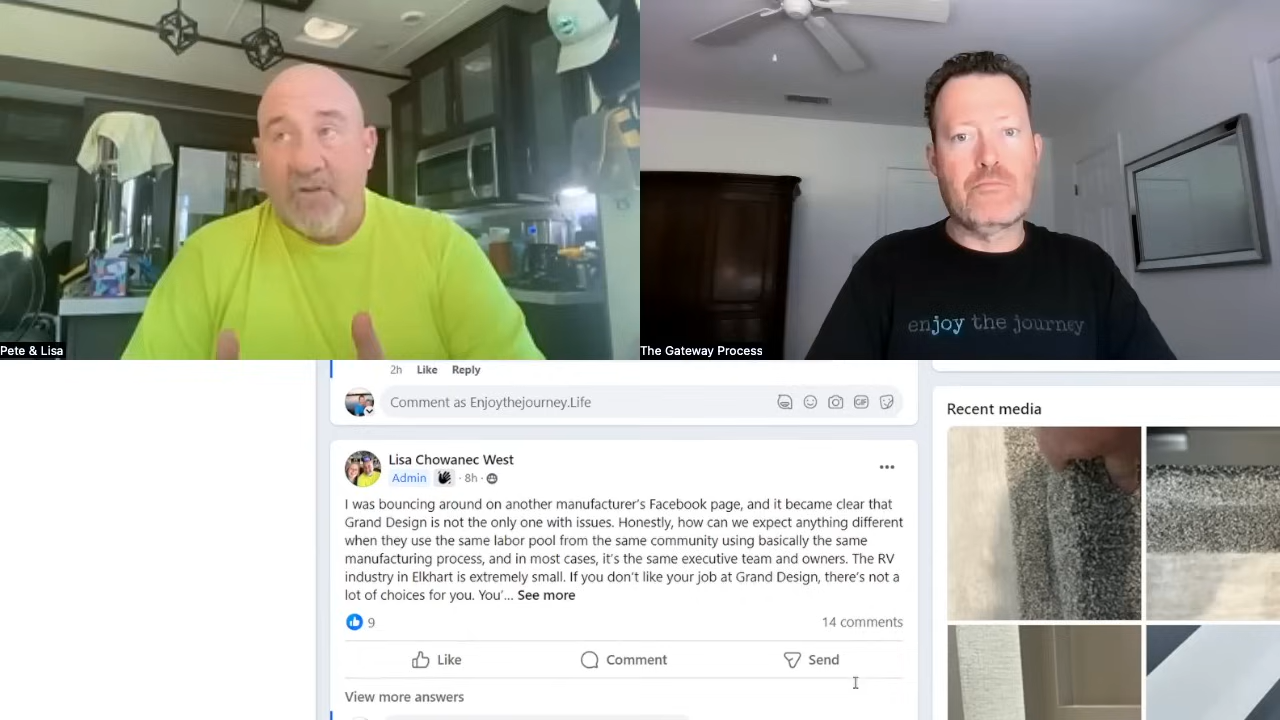 enjoy the journey
Pete & Lisa
The Gateway Process
2h Like Reply
Comment as Enjoythejourney.Life
GIF
Recent media
Lisa Chowanec West
Admin · 8h ·
I was bouncing around on another manufacturer's Facebook page, and it became clear that
Grand Design is not the only one with issues. Honestly, how can we expect anything different
when they use the same labor pool from the same community using basically the same
manufacturing process, and in most cases, it's the same executive team and owners. The RV
industry in Elkhart is extremely small. If you don't like your job at Grand Design, there's not a
lot of choices for you. You'... See more
9
14 comments
Like
Comment
Send
View more answers